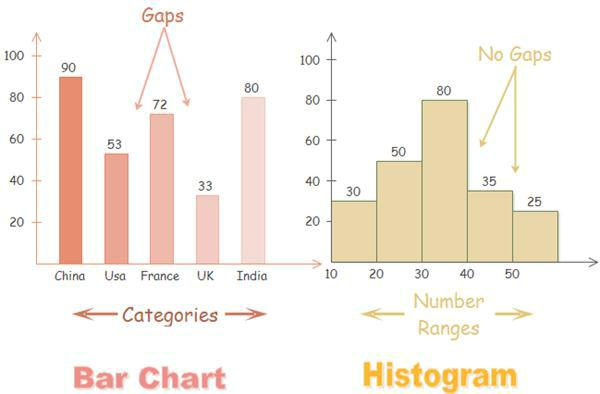 Gaps
100
80
60
40
20
90
53
72
33
80
China Usa France UK India
Categories
Bar Chart
No Gaps
100
80
60
40
20
30
50
80
35
25
10 20 30 40 50
Number
Ranges
Histogram